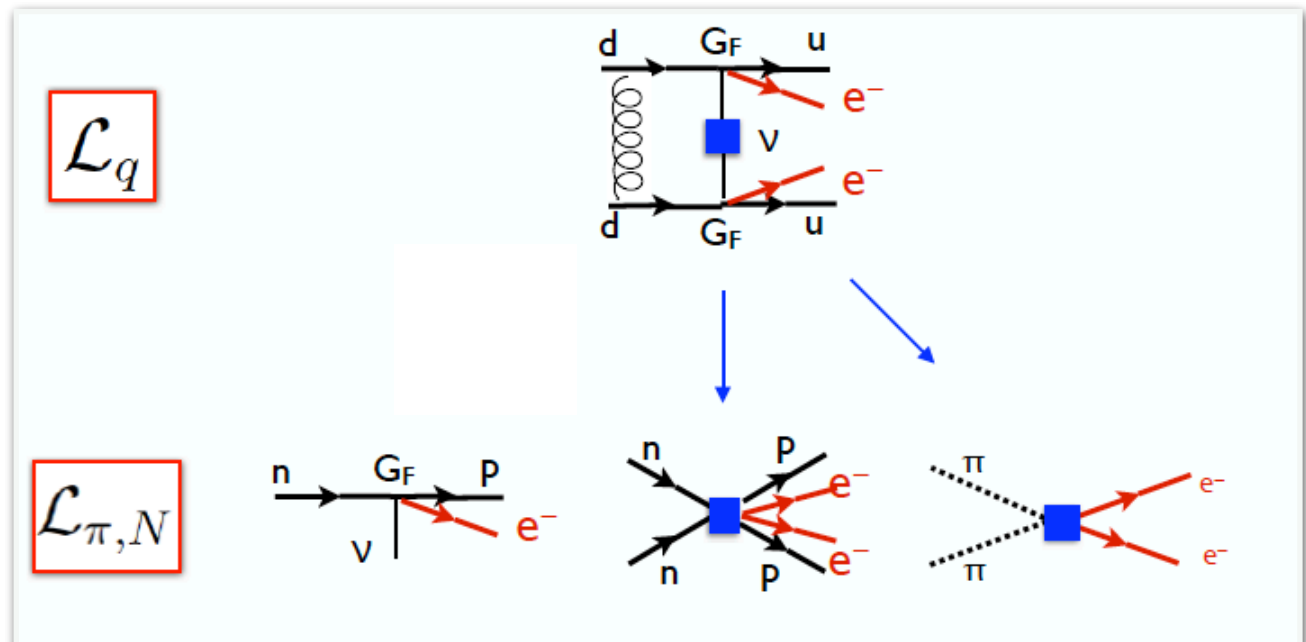 d G_F u
e⁻
ℒ_q
ν
e⁻
d G_F u
n G_F p
ν e⁻
n p
e⁻
e⁻
n p
π e⁻
π e⁻
ℒ_{π,N}